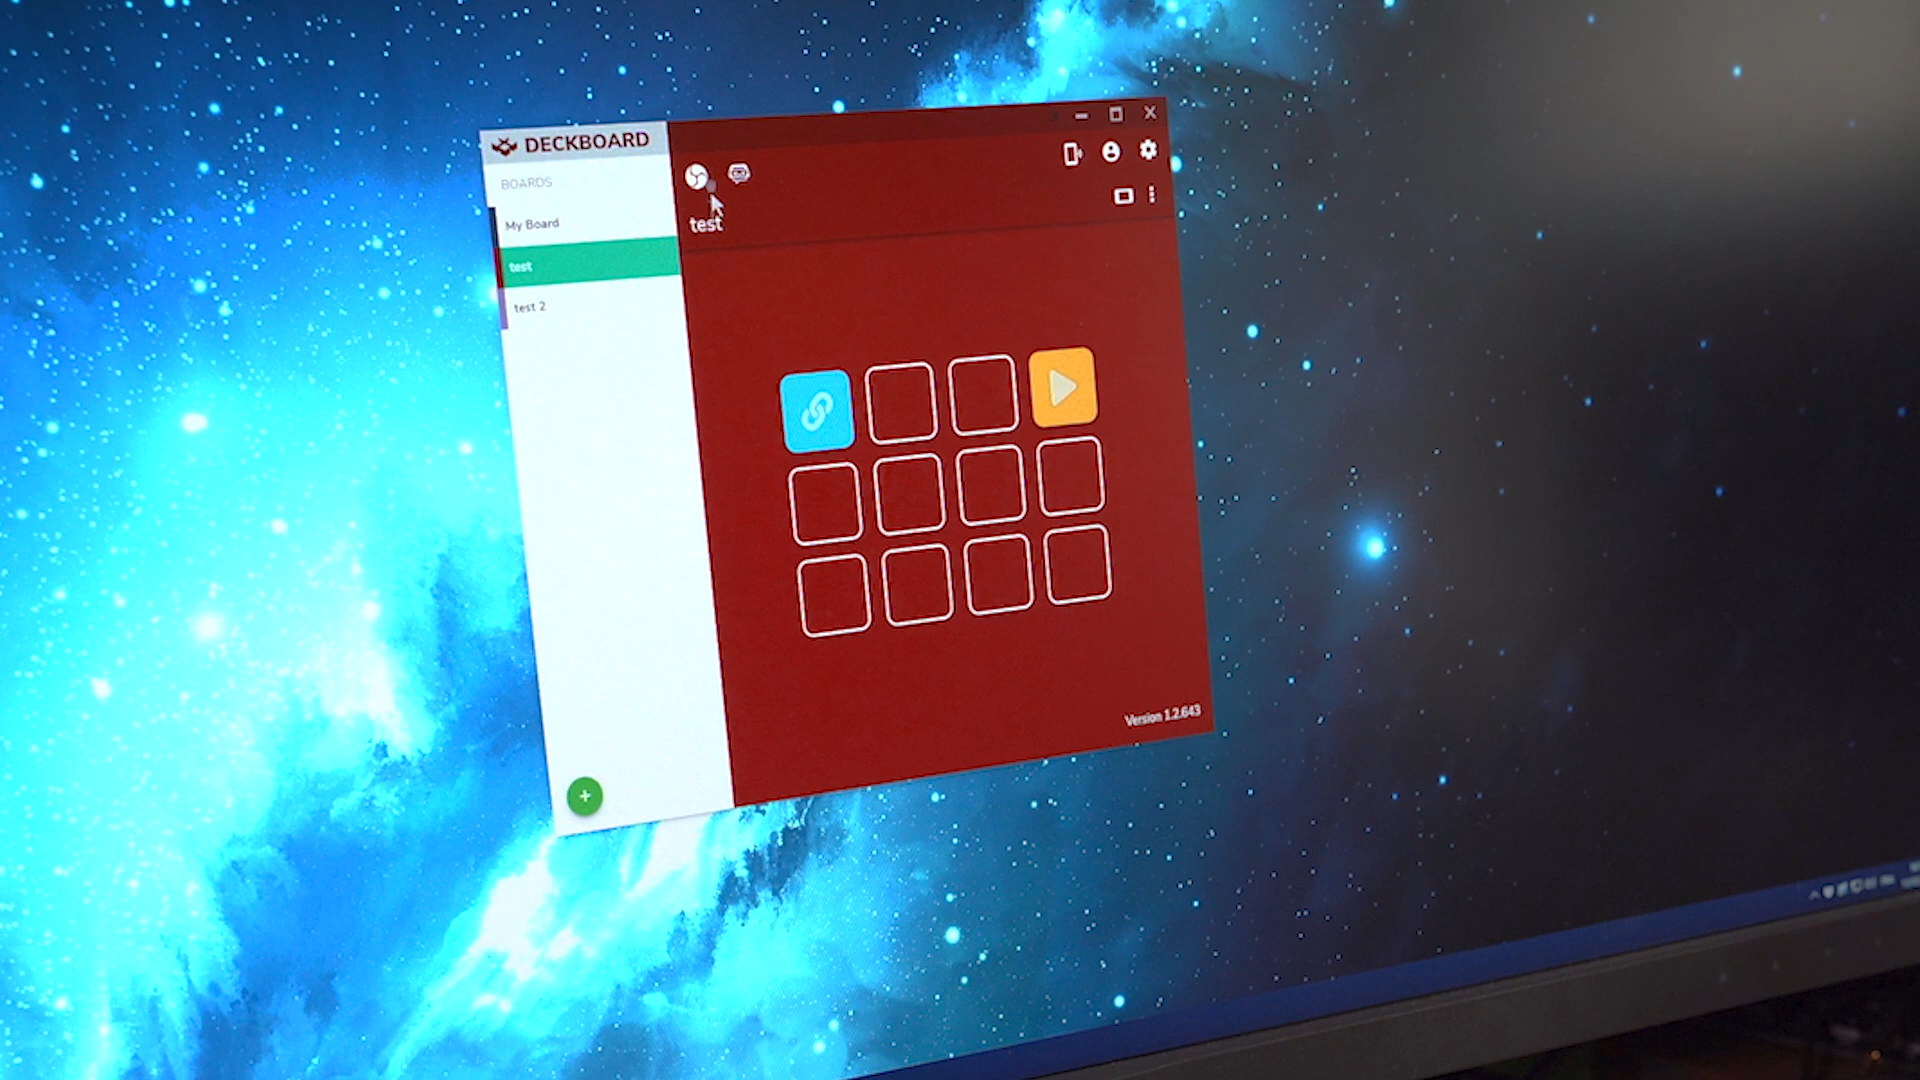 DECKBOARD
BOARDS
My Board
test
test 2
test
Version 1.2.643